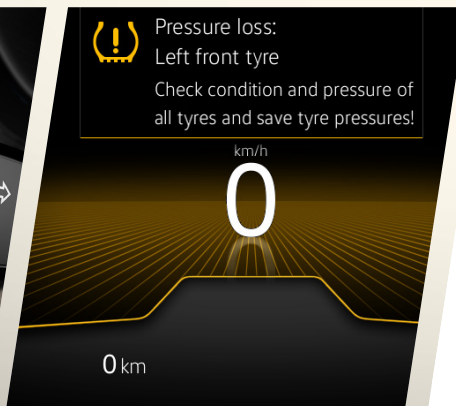 Pressure loss:
Left front tyre
Check condition and pressure of
all tyres and save tyre pressures!
km/h
0
0 km